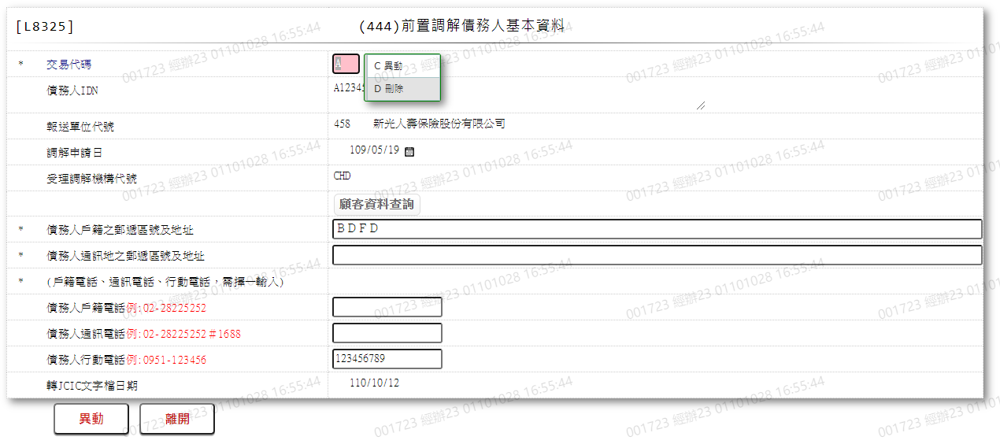 [L8325]
(444)前置調解債務人基本資料
* 交易代碼 A
C 異動
D 刪除
債務人IDN A12345
報送單位代號 458 新光人壽保險股份有限公司
調解申請日 109/05/19
受理調解機構代號 CHD
顧客資料查詢
* 債務人戶籍之郵遞區號及地址 ＢＤＦＤ
* 債務人通訊地之郵遞區號及地址
* (戶籍電話、通訊電話、行動電話，需擇一輸入)
債務人戶籍電話例:02-28225252
債務人通訊電話例:02-28225252＃1688
債務人行動電話例:0951-123456 123456789
轉JCIC文字檔日期 110/10/12
異動 離開
001723 經辦23 01101028 16:55:44